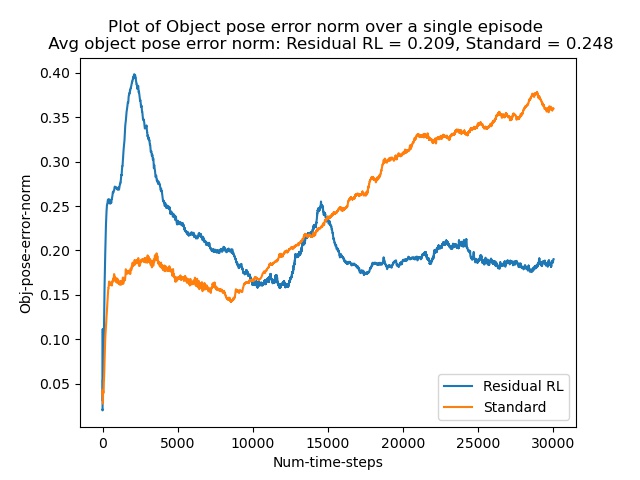 Plot of Object pose error norm over a single episode
Avg object pose error norm: Residual RL = 0.209, Standard = 0.248
0.40
0.35
0.30
0.25
0.20
0.15
0.10
0.05
Obj-pose-error-norm
Residual RL
Standard
0 5000 10000 15000 20000 25000 30000
Num-time-steps